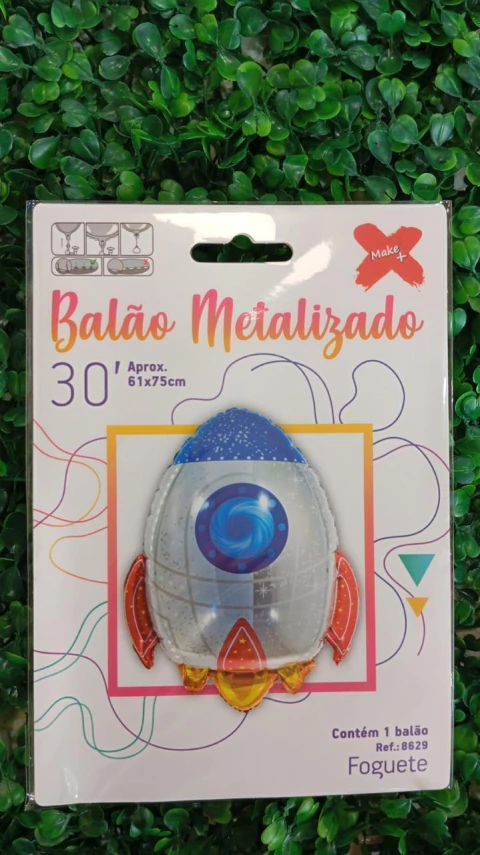 Make+
Balão Metalizado
30' Aprox.
61x75cm
Contém 1 balão
Ref.: 8629
Foguete